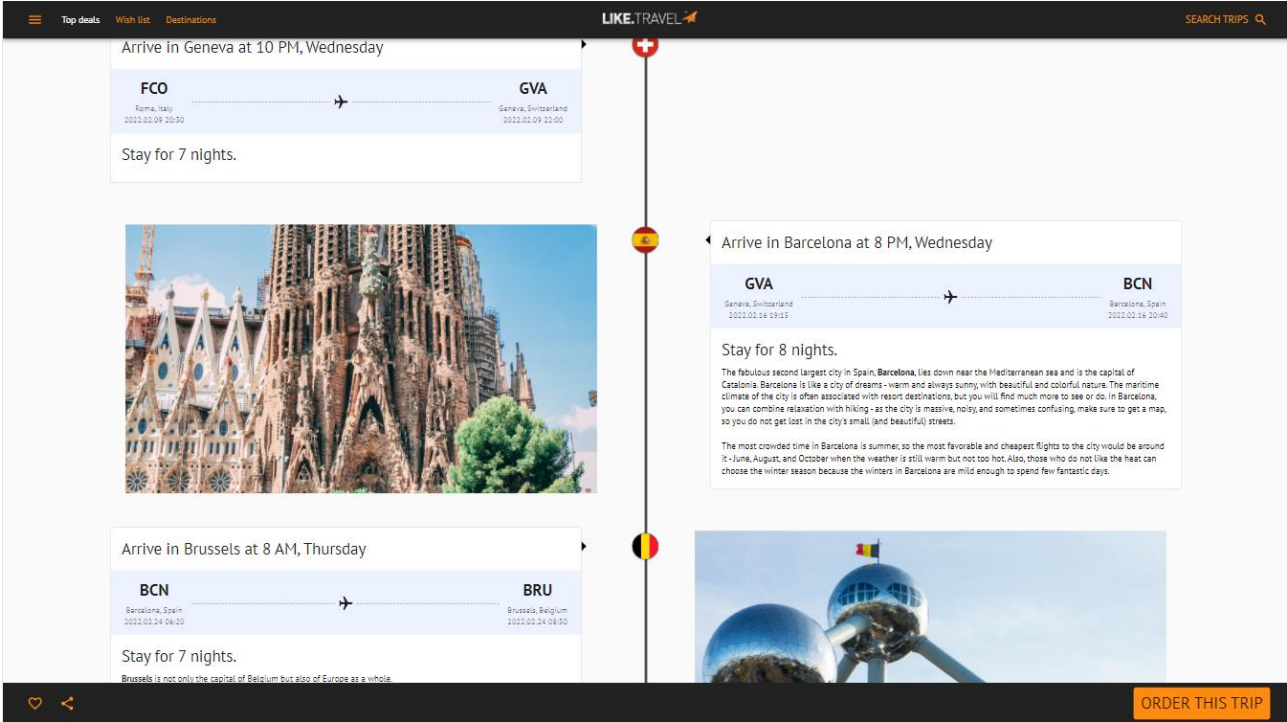 Top deals Wish list Destinations LIKE.TRAVEL SEARCH TRIPS
Arrive in Geneva at 10 PM, Wednesday
FCO GVA
Rome, Italy Geneva, Switzerland
2022.02.09 20:30 2022.02.09 22:00
Stay for 7 nights.
Arrive in Barcelona at 8 PM, Wednesday
GVA BCN
Geneva, Switzerland Barcelona, Spain
2022.02.16 19:15 2022.02.16 20:40
Stay for 8 nights.
The fabulous second largest city in Spain, Barcelona, lies down near the Mediterranean sea and is the capital of
Catalonia. Barcelona is like a city of dreams - warm and always sunny, with beautiful and colorful nature. The maritime
climate of the city is often associated with resort destinations, but you will find much more to see or do. In Barcelona,
you can combine relaxation with hiking - as the city is massive, noisy, and sometimes confusing, make sure to get a map,
so you do not get lost in the city's small (and beautiful) streets.
The most crowded time in Barcelona is summer, so the most favorable and cheapest flights to the city would be around
it - June, August, and October when the weather is still warm but not too hot. Also, those who do not like the heat can
choose the winter season because the winters in Barcelona are mild enough to spend few fantastic days.
Arrive in Brussels at 8 AM, Thursday
BCN BRU
Barcelona, Spain Brussels, Belgium
2022.02.24 06:20 2022.02.24 08:30
Stay for 7 nights.
Brussels is not only the capital of Belgium but also of Europe as a whole.
ORDER THIS TRIP